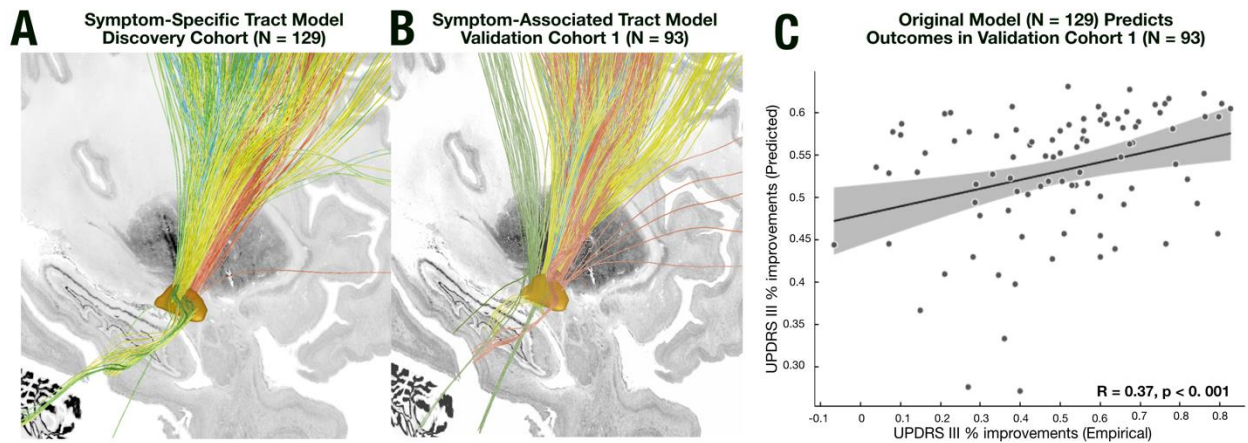 A
Symptom-Specific Tract Model
Discovery Cohort (N = 129)
B
Symptom-Associated Tract Model
Validation Cohort 1 (N = 93)
C
Original Model (N = 129) Predicts
Outcomes in Validation Cohort 1 (N = 93)
UPDRS III % improvements (Predicted)
0.6
0.55
0.5
0.45
0.40
0.35
0.30
R = 0.37, p < 0. 001
-0.1 0 0.1 0.2 0.3 0.4 0.5 0.6 0.7 0.8
UPDRS III % improvements (Empirical)